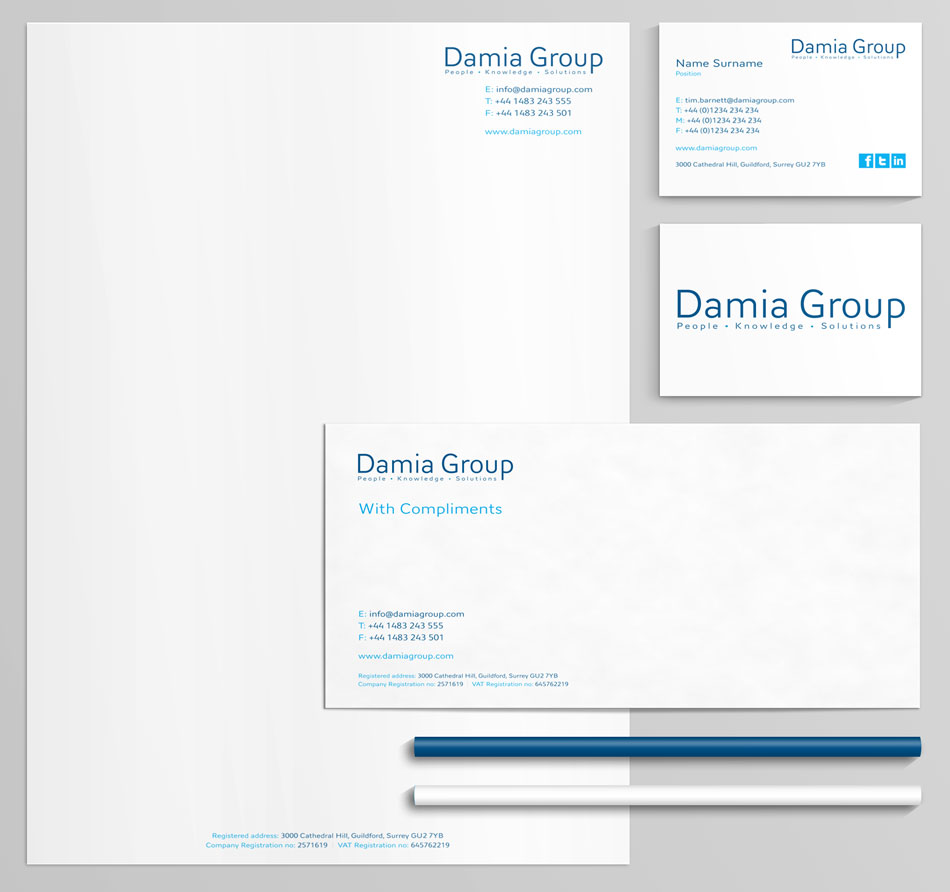 Damia Group
People • Knowledge • Solutions
E: info@damiagroup.com
T: +44 1483 243 555
F: +44 1483 243 501
www.damiagroup.com
Registered address: 3000 Cathedral Hill, Guildford, Surrey GU2 7YB
Company Registration no: 2571619 | VAT Registration no: 645762219
Damia Group
People • Knowledge • Solutions
Name Surname
Position
E: tim.barnett@damiagroup.com
T: +44 (0)1234 234 234
M: +44 (0)1234 234 234
F: +44 (0)1234 234 234
www.damiagroup.com
3000 Cathedral Hill, Guildford, Surrey GU2 7YB
f t in
Damia Group
People • Knowledge • Solutions
Damia Group
People • Knowledge • Solutions
With Compliments
E: info@damiagroup.com
T: +44 1483 243 555
F: +44 1483 243 501
www.damiagroup.com
Registered address: 3000 Cathedral Hill, Guildford, Surrey GU2 7YB
Company Registration no: 2571619 | VAT Registration no: 645762219